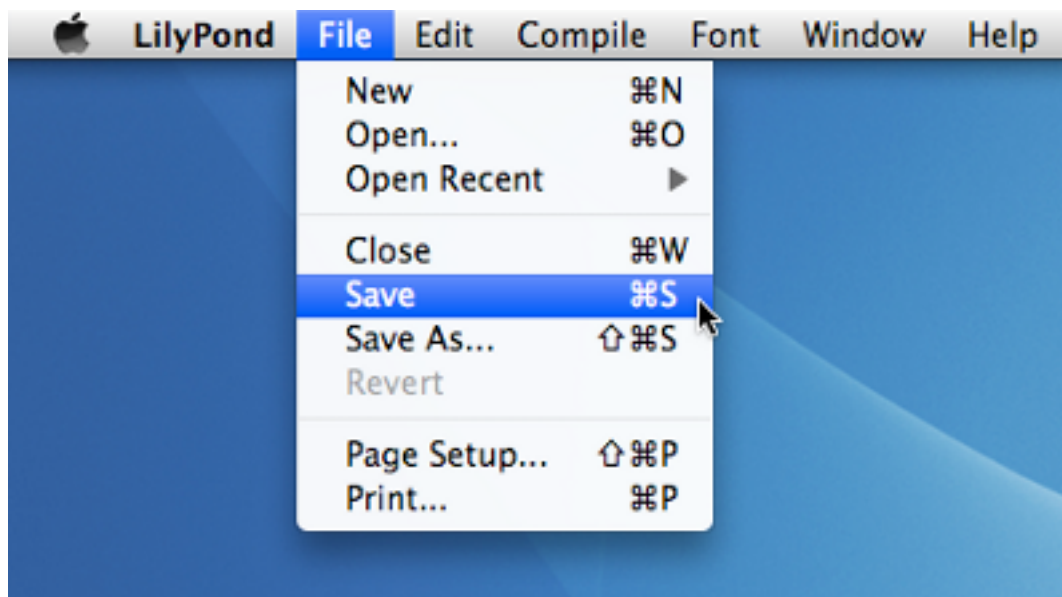 LilyPond File Edit Compile Font Window Help
New ⌘N
Open... ⌘O
Open Recent ▶
Close ⌘W
Save ⌘S
Save As... ⇧⌘S
Revert
Page Setup... ⇧⌘P
Print... ⌘P